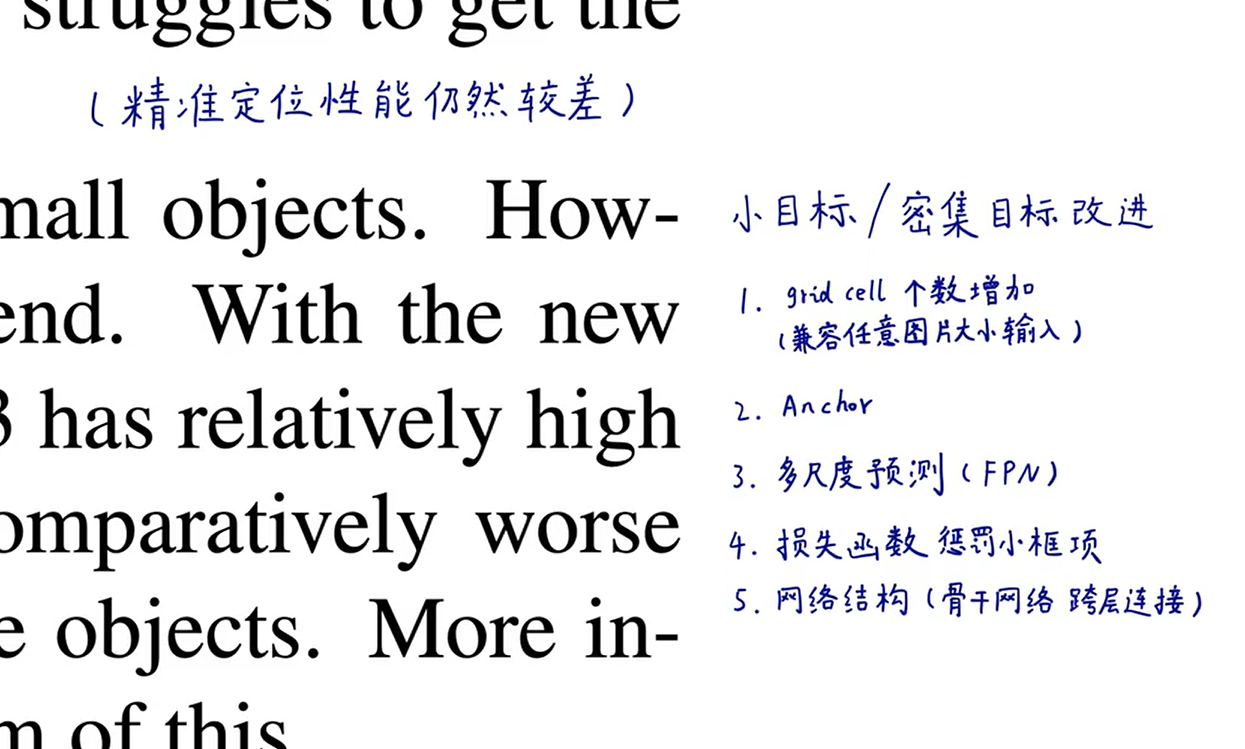 struggles to get the
（精准定位性能仍然较差）
mall objects. How-
end. With the new
3 has relatively high
omparatively worse
e objects. More in-
m of this
小目标/密集目标改进
1. grid cell 个数增加
（兼容任意图片大小输入）
2. Anchor
3. 多尺度预测（FPN）
4. 损失函数 惩罚小框项
5. 网络结构（骨干网络 跨层连接）